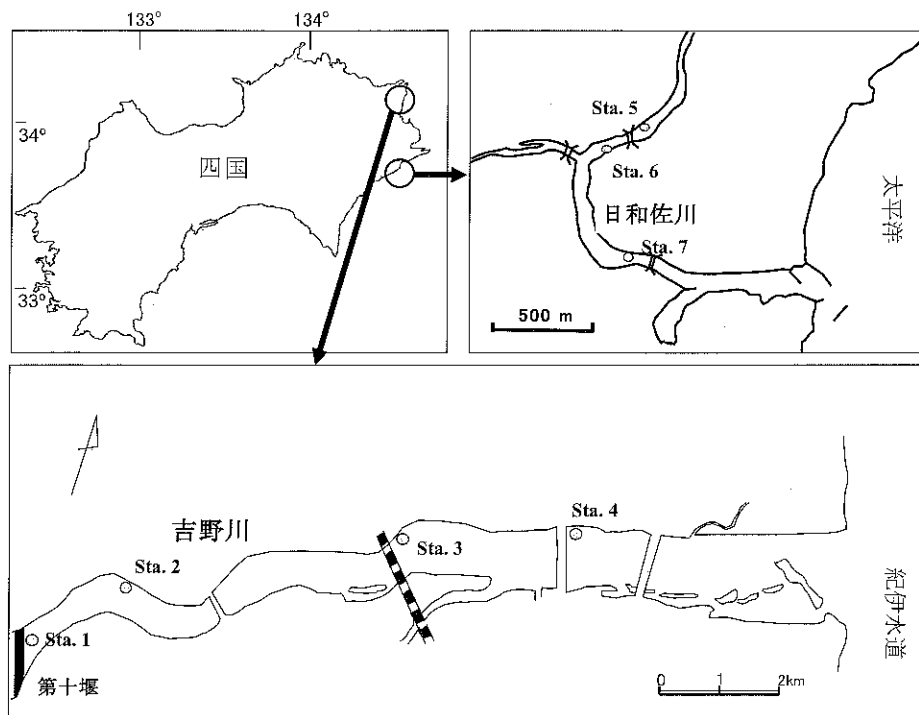 133°
134°
34°
33°
四国
Sta. 5
Sta. 6
日和佐川
Sta. 7
太平洋
500 m
吉野川
Sta. 1
Sta. 2
Sta. 3
Sta. 4
第十堰
紀伊水道
0 1 2km